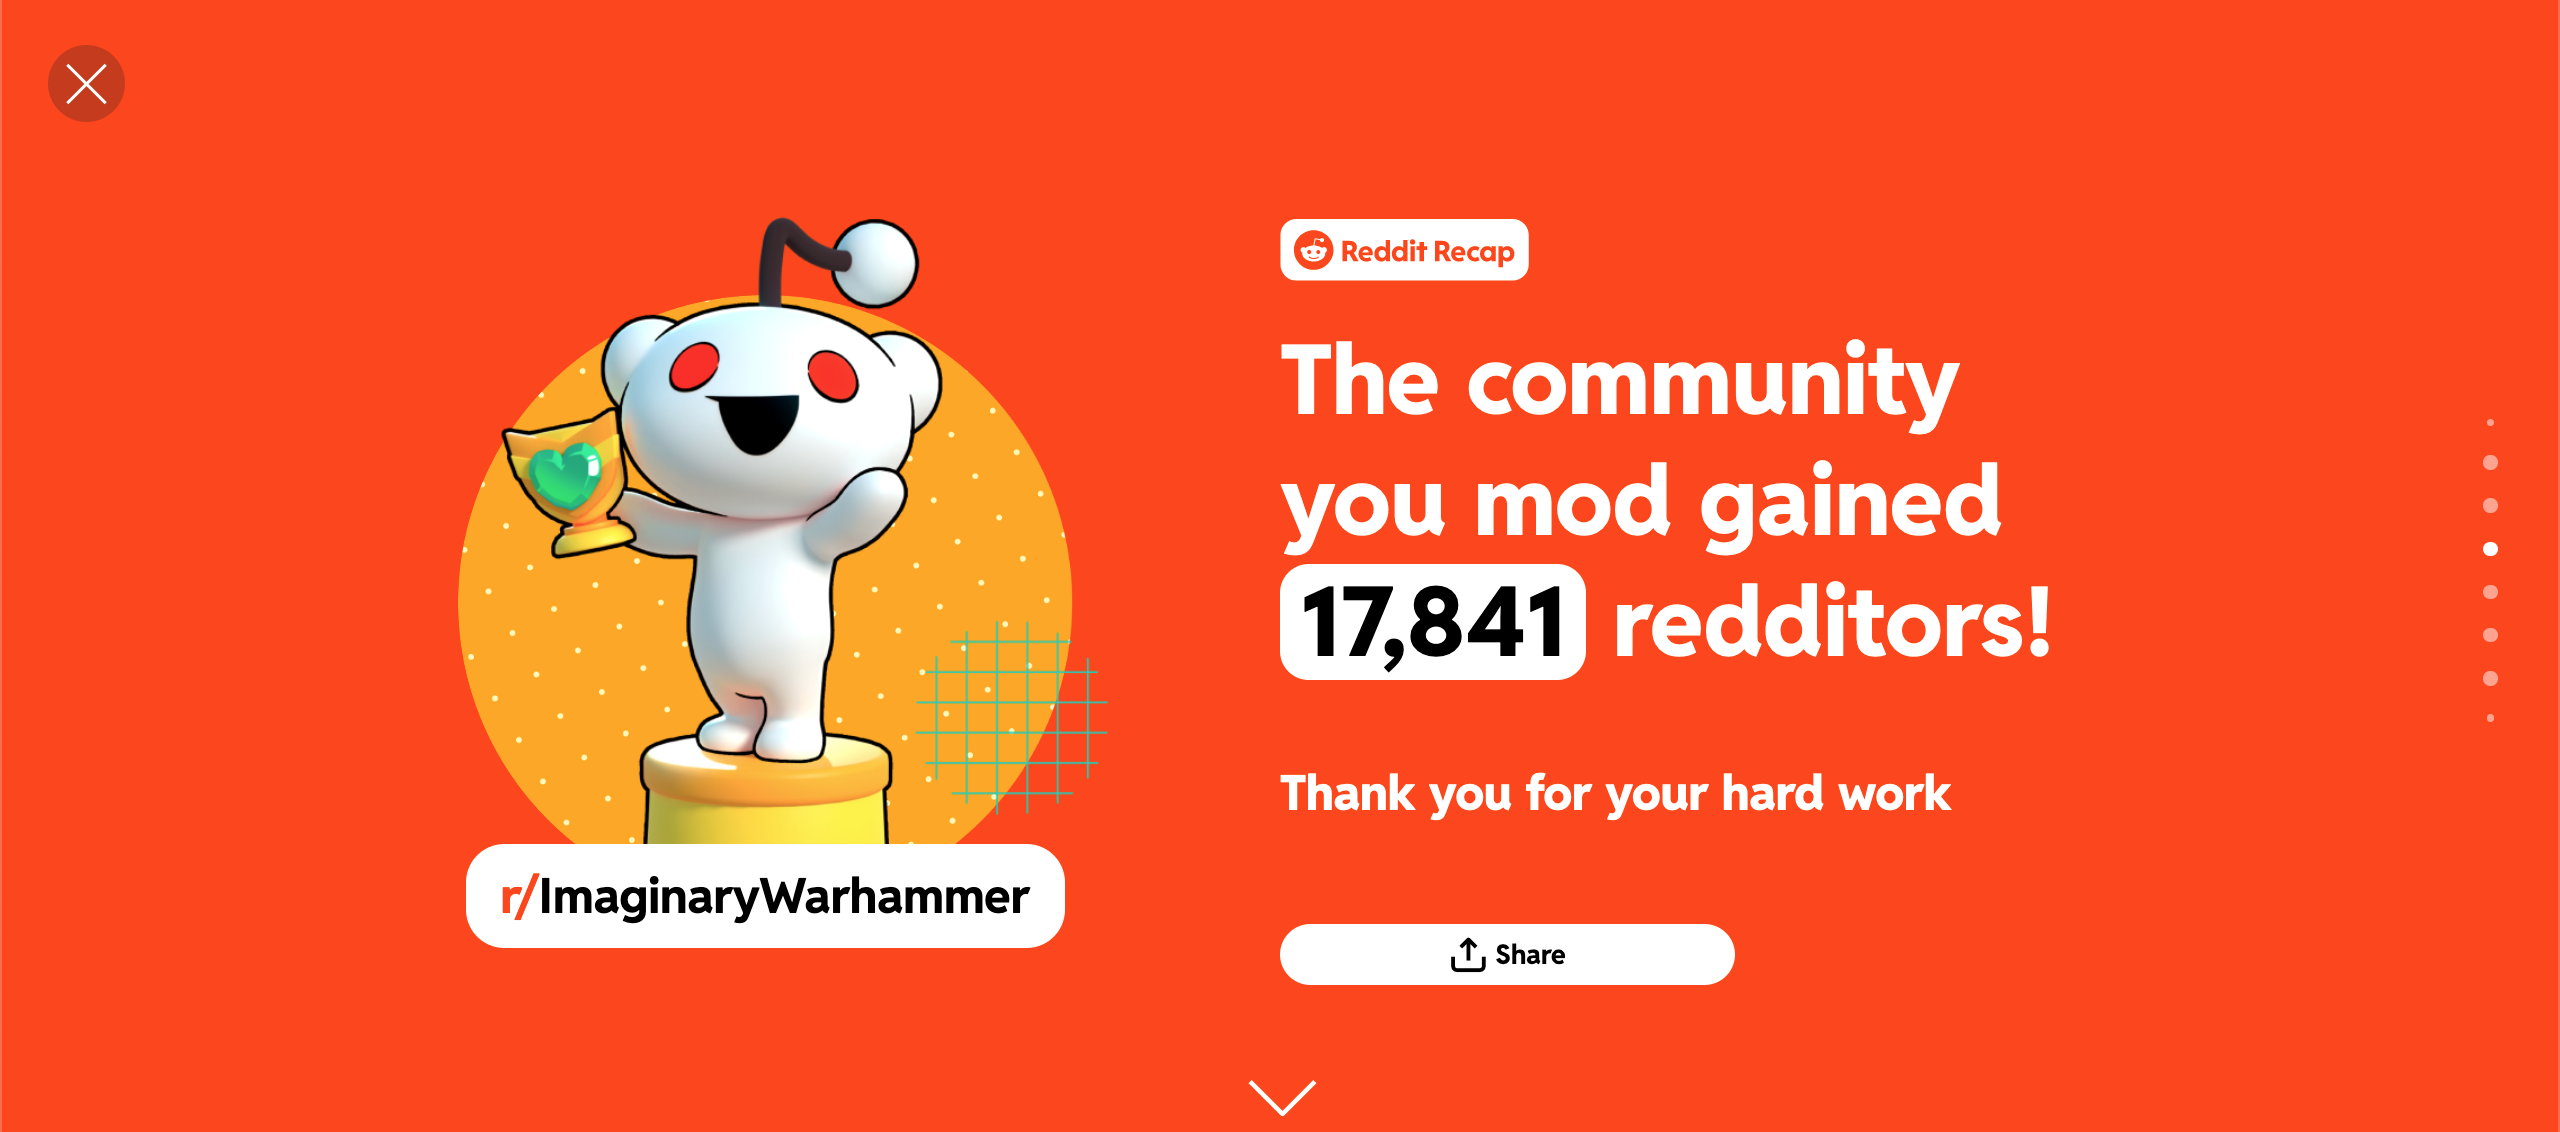 Reddit Recap
The community
you mod gained
17,841 redditors!
Thank you for your hard work
r/ImaginaryWarhammer
Share